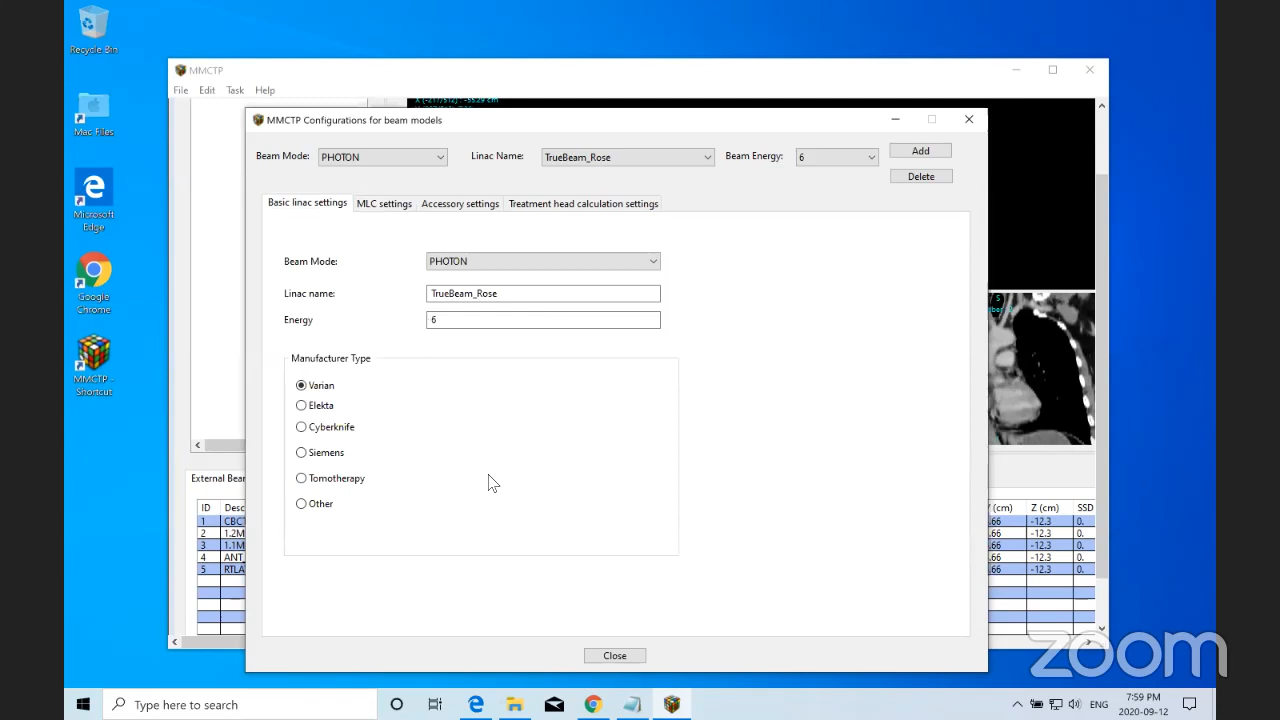 Recycle Bin
Mac Files
Microsoft
Edge
Google
Chrome
MMCTP -
Shortcut
MMCTP
File Edit Task Help
MMCTP Configurations for beam models
Beam Mode: PHOTON Linac Name: TrueBeam_Rose Beam Energy: 6 Add
Delete
Basic linac settings MLC settings Accessory settings Treatment head calculation settings
Beam Mode: PHOTON
Linac name: TrueBeam_Rose
Energy 6
Manufacturer Type
Varian
Elekta
Cyberknife
Siemens
Tomotherapy
Other
Close
External Bear
ID Desc (cm) Z (cm) SSD
1 CBCT .66 -12.3 0.
2 1.2M .66 -12.3 0.
3 1.1M .66 -12.3 0.
4 ANT .66 -12.3 0.
5 RTLA .66 -12.3 0.
zoom
Type here to search
ENG
7:59 PM
2020-09-12